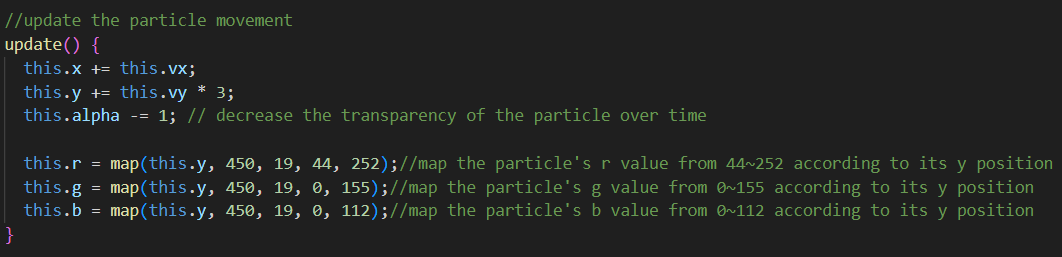 //update the particle movement
update() {
this.x += this.vx;
this.y += this.vy * 3;
this.alpha -= 1; // decrease the transparency of the particle over time
this.r = map(this.y, 450, 19, 44, 252);//map the particle's r value from 44~252 according to its y position
this.g = map(this.y, 450, 19, 0, 155);//map the particle's g value from 0~155 according to its y position
this.b = map(this.y, 450, 19, 0, 112);//map the particle's b value from 0~112 according to its y position
}